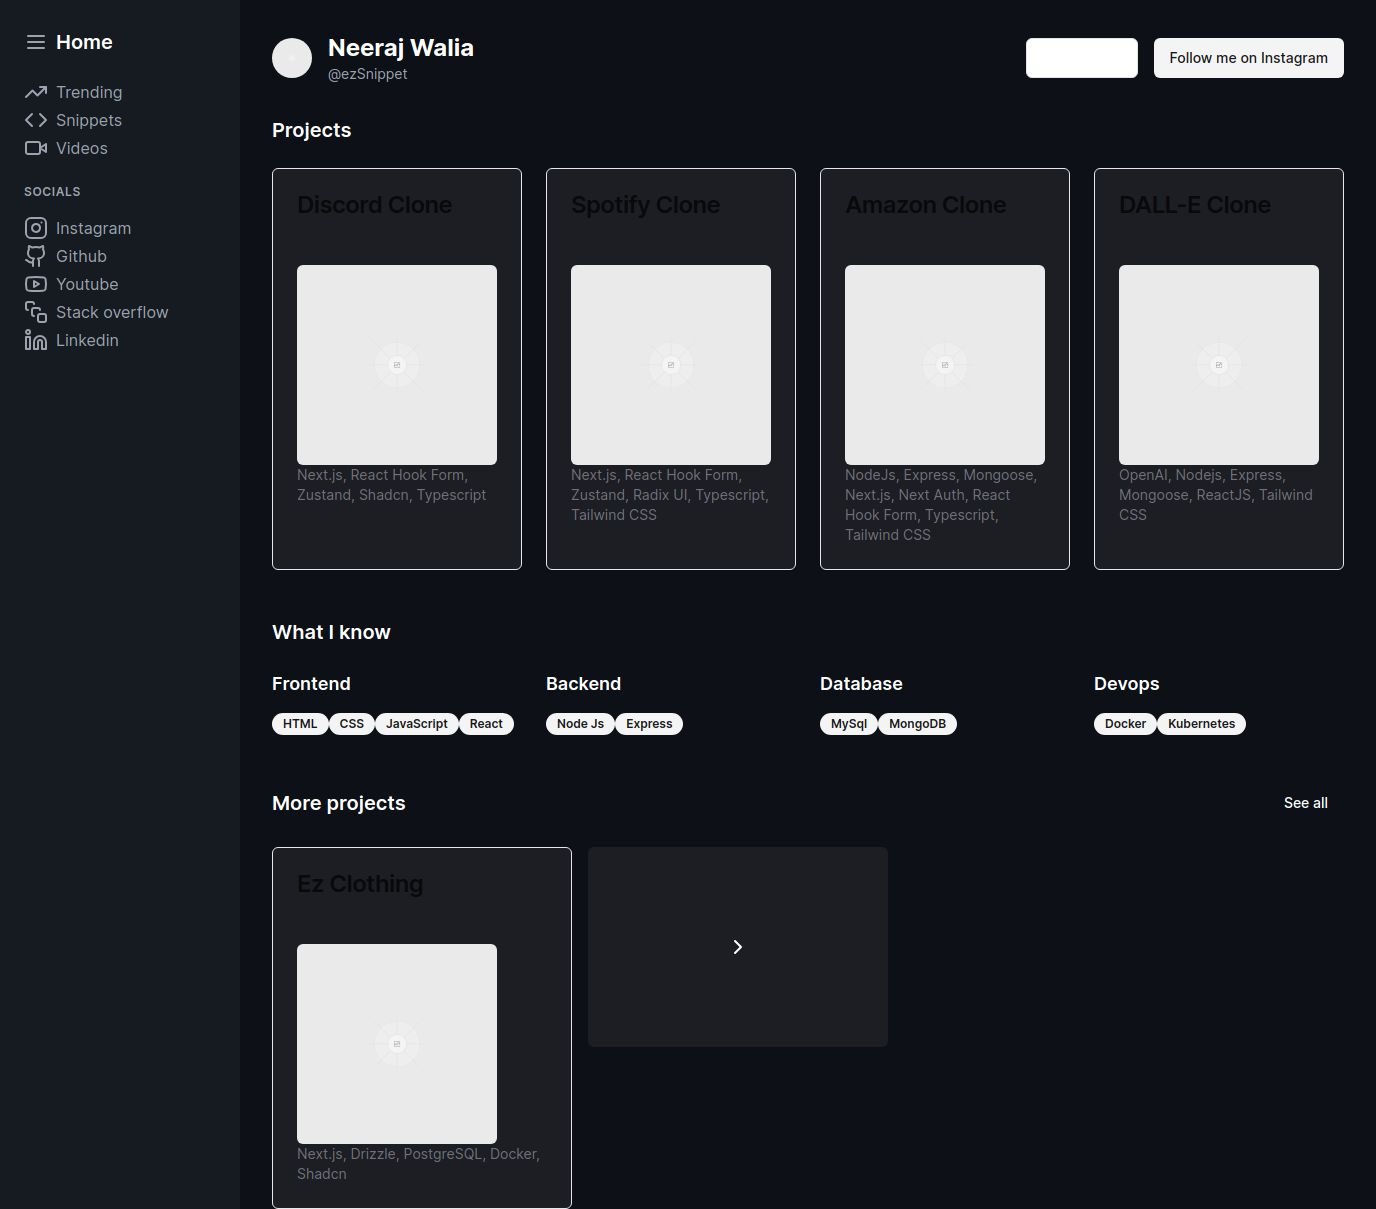 Home
Trending
Snippets
Videos
SOCIALS
Instagram
Github
Youtube
Stack overflow
Linkedin
Neeraj Walia
@ezSnippet
Follow me on Instagram
Projects
Discord Clone
Next.js, React Hook Form,
Zustand, Shadcn, Typescript
Spotify Clone
Next.js, React Hook Form,
Zustand, Radix UI, Typescript,
Tailwind CSS
Amazon Clone
NodeJs, Express, Mongoose,
Next.js, Next Auth, React
Hook Form, Typescript,
Tailwind CSS
DALL-E Clone
OpenAI, Nodejs, Express,
Mongoose, ReactJS, Tailwind
CSS
What I know
Frontend
HTML CSS JavaScript React
Backend
Node Js Express
Database
MySql MongoDB
Devops
Docker Kubernetes
More projects
See all
Ez Clothing
Next.js, Drizzle, PostgreSQL, Docker,
Shadcn